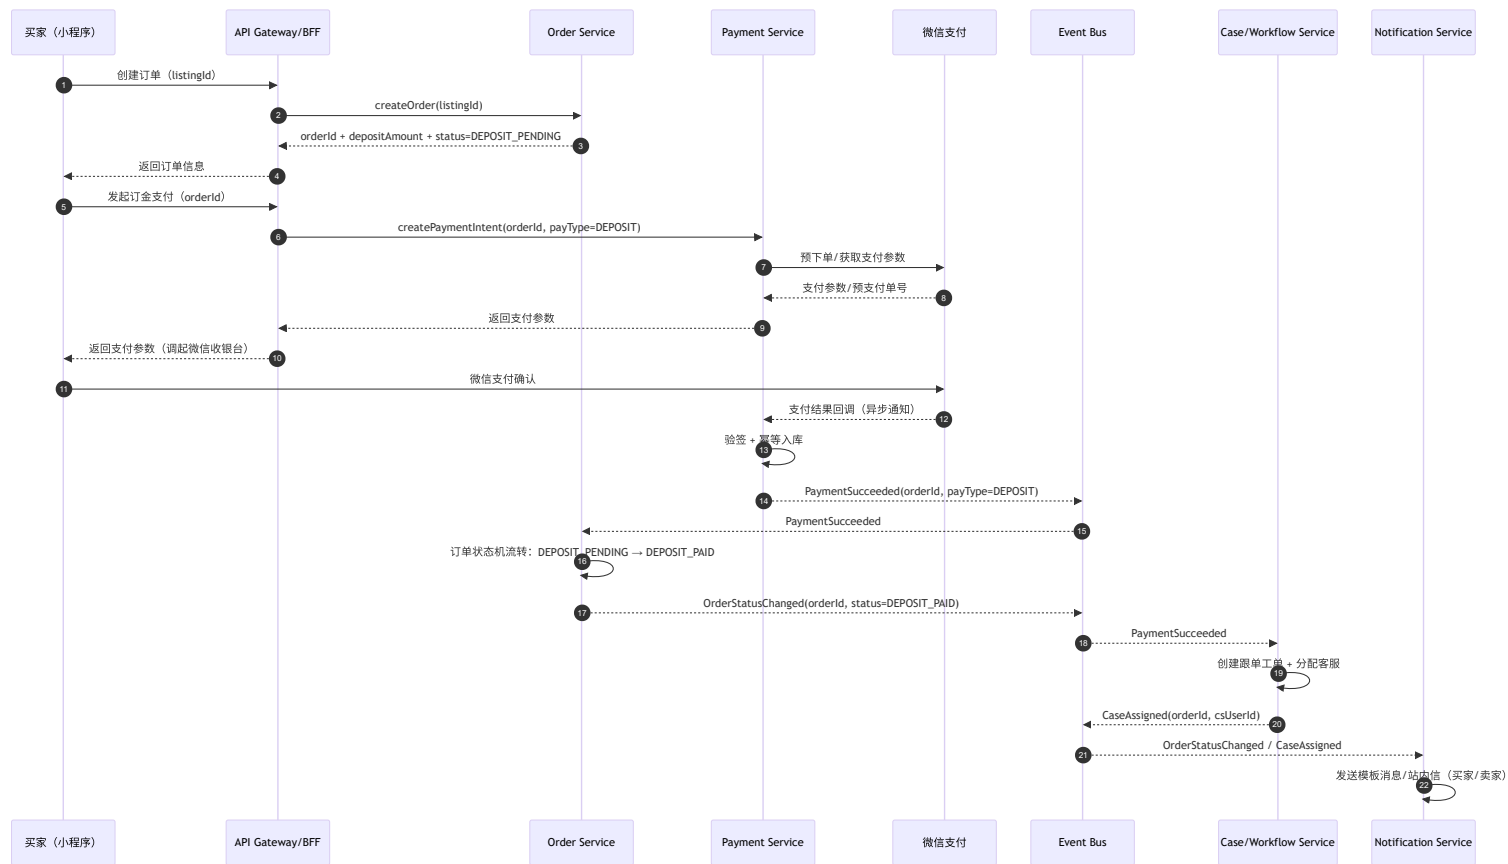 买家（小程序）
API Gateway/BFF
Order Service
Payment Service
微信支付
Event Bus
Case/Workflow Service
Notification Service
创建订单（listingId）
1
createOrder(listingId)
2
orderId + depositAmount + status=DEPOSIT_PENDING
3
返回订单信息
4
发起订金支付（orderId）
5
createPaymentIntent(orderId, payType=DEPOSIT)
6
预下单/获取支付参数
7
支付参数/预支付单号
8
返回支付参数
9
返回支付参数（调起微信收银台）
10
微信支付确认
11
支付结果回调（异步通知）
12
验签 + 幂等入库
13
PaymentSucceeded(orderId, payType=DEPOSIT)
14
PaymentSucceeded
15
订单状态机流转：DEPOSIT_PENDING → DEPOSIT_PAID
16
OrderStatusChanged(orderId, status=DEPOSIT_PAID)
17
PaymentSucceeded
18
创建跟单工单 + 分配客服
19
CaseAssigned(orderId, csUserId)
20
OrderStatusChanged / CaseAssigned
21
发送模板消息/站内信（买家/卖家）
22
买家（小程序）
API Gateway/BFF
Order Service
Payment Service
微信支付
Event Bus
Case/Workflow Service
Notification Service